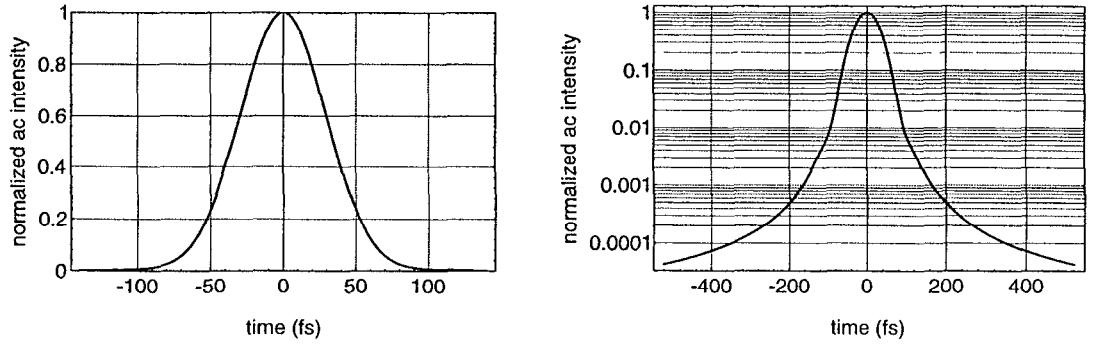 normalized ac intensity
1
0.8
0.6
0.4
0.2
0
-100 -50 0 50 100
time (fs)
normalized ac intensity
1
0.1
0.01
0.001
0.0001
-400 -200 0 200 400
time (fs)